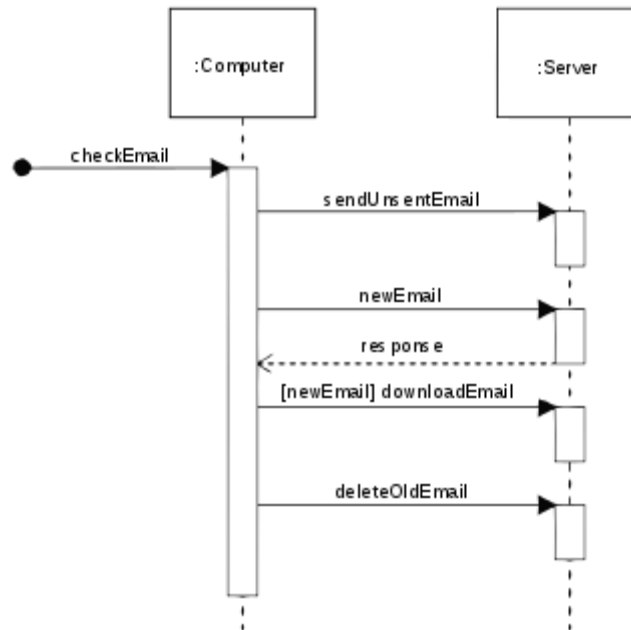 :Computer
:Server
checkEmail
sendUnsentEmail
newEmail
response
[newEmail] downloadEmail
deleteOldEmail